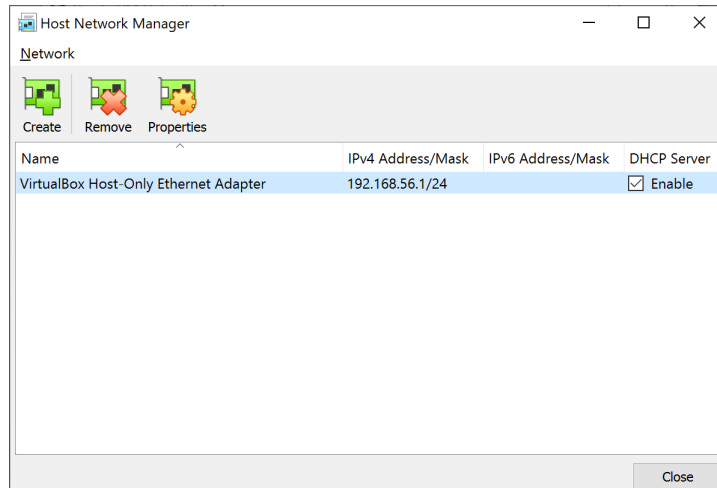 Host Network Manager
Network
Create Remove Properties
Name IPv4 Address/Mask IPv6 Address/Mask DHCP Server
VirtualBox Host-Only Ethernet Adapter 192.168.56.1/24 Enable
Close